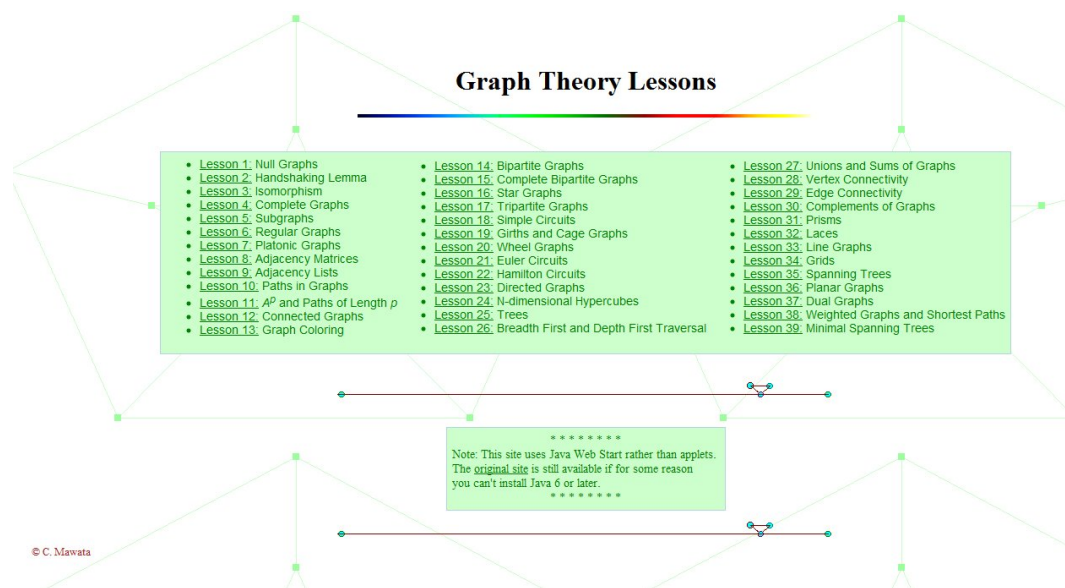 Graph Theory Lessons
Lesson 1: Null Graphs
Lesson 2: Handshaking Lemma
Lesson 3: Isomorphism
Lesson 4: Complete Graphs
Lesson 5: Subgraphs
Lesson 6: Regular Graphs
Lesson 7: Platonic Graphs
Lesson 8: Adjacency Matrices
Lesson 9: Adjacency Lists
Lesson 10: Paths in Graphs
Lesson 11: Aᵖ and Paths of Length p
Lesson 12: Connected Graphs
Lesson 13: Graph Coloring
Lesson 14: Bipartite Graphs
Lesson 15: Complete Bipartite Graphs
Lesson 16: Star Graphs
Lesson 17: Tripartite Graphs
Lesson 18: Simple Circuits
Lesson 19: Girths and Cage Graphs
Lesson 20: Wheel Graphs
Lesson 21: Euler Circuits
Lesson 22: Hamilton Circuits
Lesson 23: Directed Graphs
Lesson 24: N-dimensional Hypercubes
Lesson 25: Trees
Lesson 26: Breadth First and Depth First Traversal
Lesson 27: Unions and Sums of Graphs
Lesson 28: Vertex Connectivity
Lesson 29: Edge Connectivity
Lesson 30: Complements of Graphs
Lesson 31: Prisms
Lesson 32: Laces
Lesson 33: Line Graphs
Lesson 34: Grids
Lesson 35: Spanning Trees
Lesson 36: Planar Graphs
Lesson 37: Dual Graphs
Lesson 38: Weighted Graphs and Shortest Paths
Lesson 39: Minimal Spanning Trees
* * * * * * * *
Note: This site uses Java Web Start rather than applets.
The original site is still available if for some reason
you can't install Java 6 or later.
* * * * * * * *
© C. Mawata